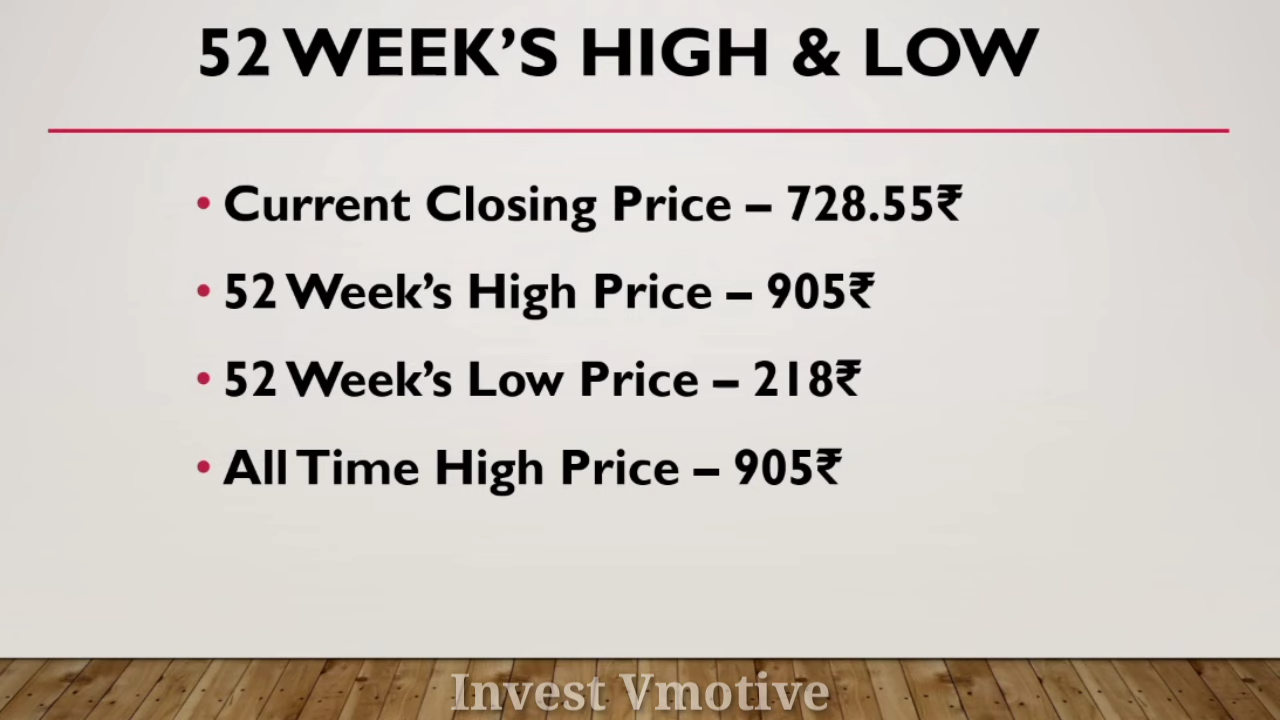 52 WEEK’S HIGH & LOW
• Current Closing Price – 728.55₹
• 52 Week’s High Price – 905₹
• 52 Week’s Low Price – 218₹
• All Time High Price – 905₹
Invest Vmotive